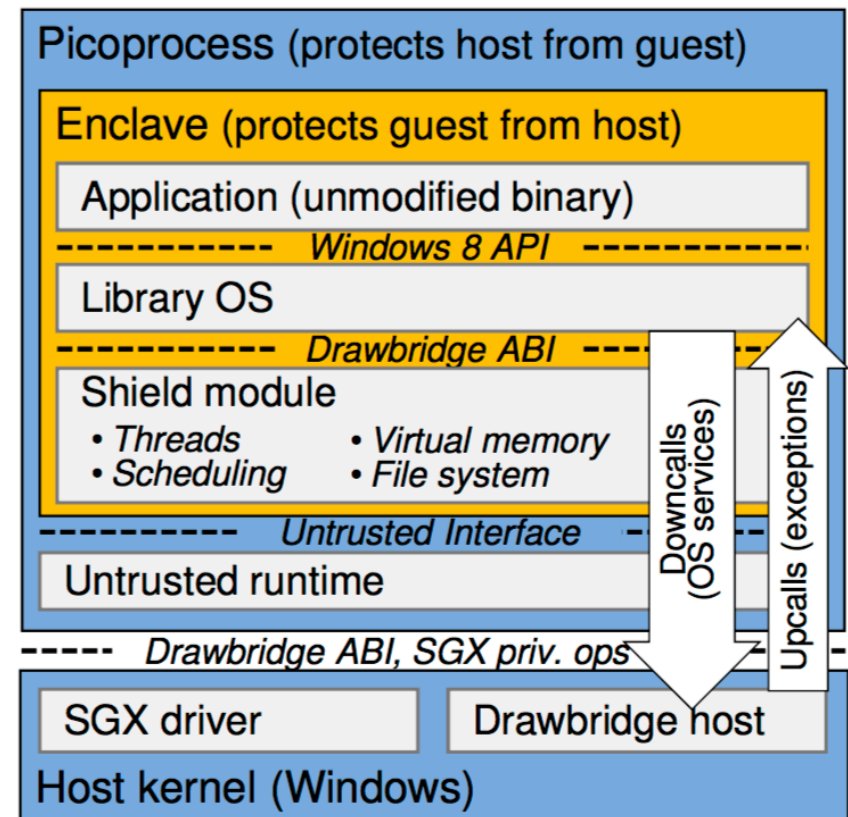 Picoprocess (protects host from guest)
Enclave (protects guest from host)
Application (unmodified binary)
Windows 8 API
Library OS
Drawbridge ABI
Shield module
• Threads • Virtual memory
• Scheduling • File system
Downcalls
(OS services)
Upcalls (exceptions)
Untrusted Interface
Untrusted runtime
Drawbridge ABI, SGX priv. ops
SGX driver Drawbridge host
Host kernel (Windows)